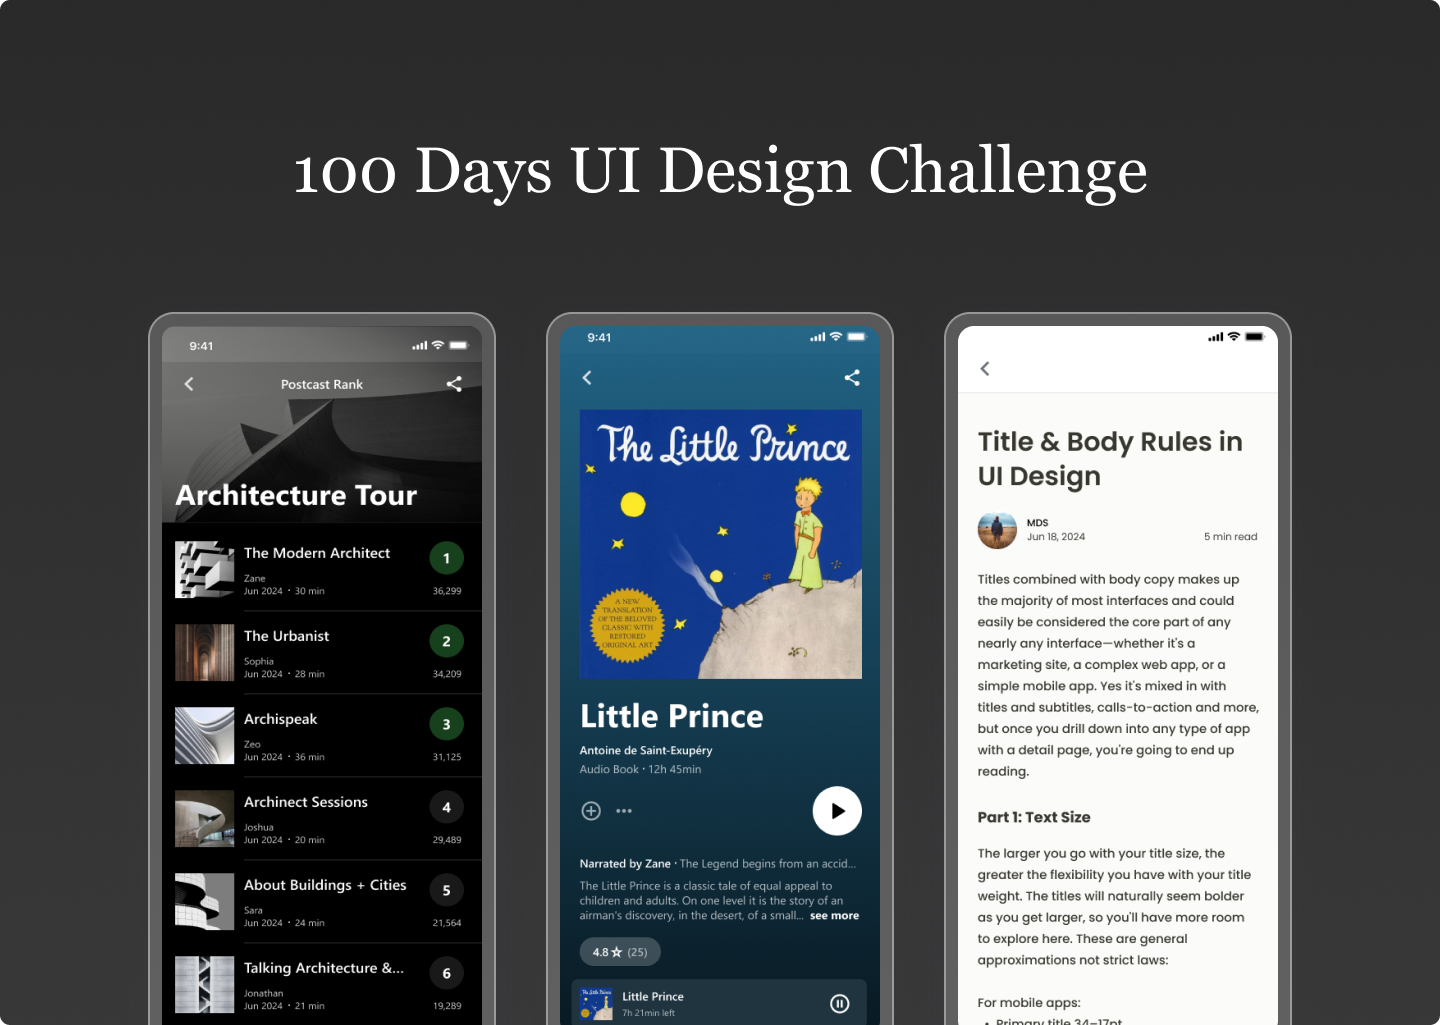 100 Days UI Design Challenge
9:41
Postcast Rank
Architecture Tour
The Modern Architect
Zane
Jun 2024 • 30 min
1
36,299
The Urbanist
Sophia
Jun 2024 • 28 min
2
34,209
Archispeak
Zeo
Jun 2024 • 36 min
3
31,125
Archinect Sessions
Joshua
Jun 2024 • 20 min
4
29,489
About Buildings + Cities
Sara
Jun 2024 • 24 min
5
21,564
Talking Architecture &...
Jonathan
Jun 2024 • 21 min
6
19,289
9:41
The Little Prince
A NEW
TRANSLATION
OF THE BELOVED
CLASSIC WITH
RESTORED
ORIGINAL ART
Little Prince
Antoine de Saint-Exupéry
Audio Book · 12h 45min
Narrated by Zane · The Legend begins from an accid...
The Little Prince is a classic tale of equal appeal to
children and adults. On one level it is the story of an
airman's discovery, in the desert, of a small... see more
4.8 (25)
The Little Prince
Little Prince
7h 21min left
Title & Body Rules in
UI Design
MDS
Jun 18, 2024
5 min read
Titles combined with body copy makes up
the majority of most interfaces and could
easily be considered the core part of any
nearly any interface—whether it's a
marketing site, a complex web app, or a
simple mobile app. Yes it's mixed in with
titles and subtitles, calls-to-action and more,
but once you drill down into any type of app
with a detail page, you're going to end up
reading.
Part 1: Text Size
The larger you go with your title size, the
greater the flexibility you have with your title
weight. The titles will naturally seem bolder
as you get larger, so you'll have more room
to explore here. These are general
approximations not strict laws:
For mobile apps:
• Primary title 34–17pt